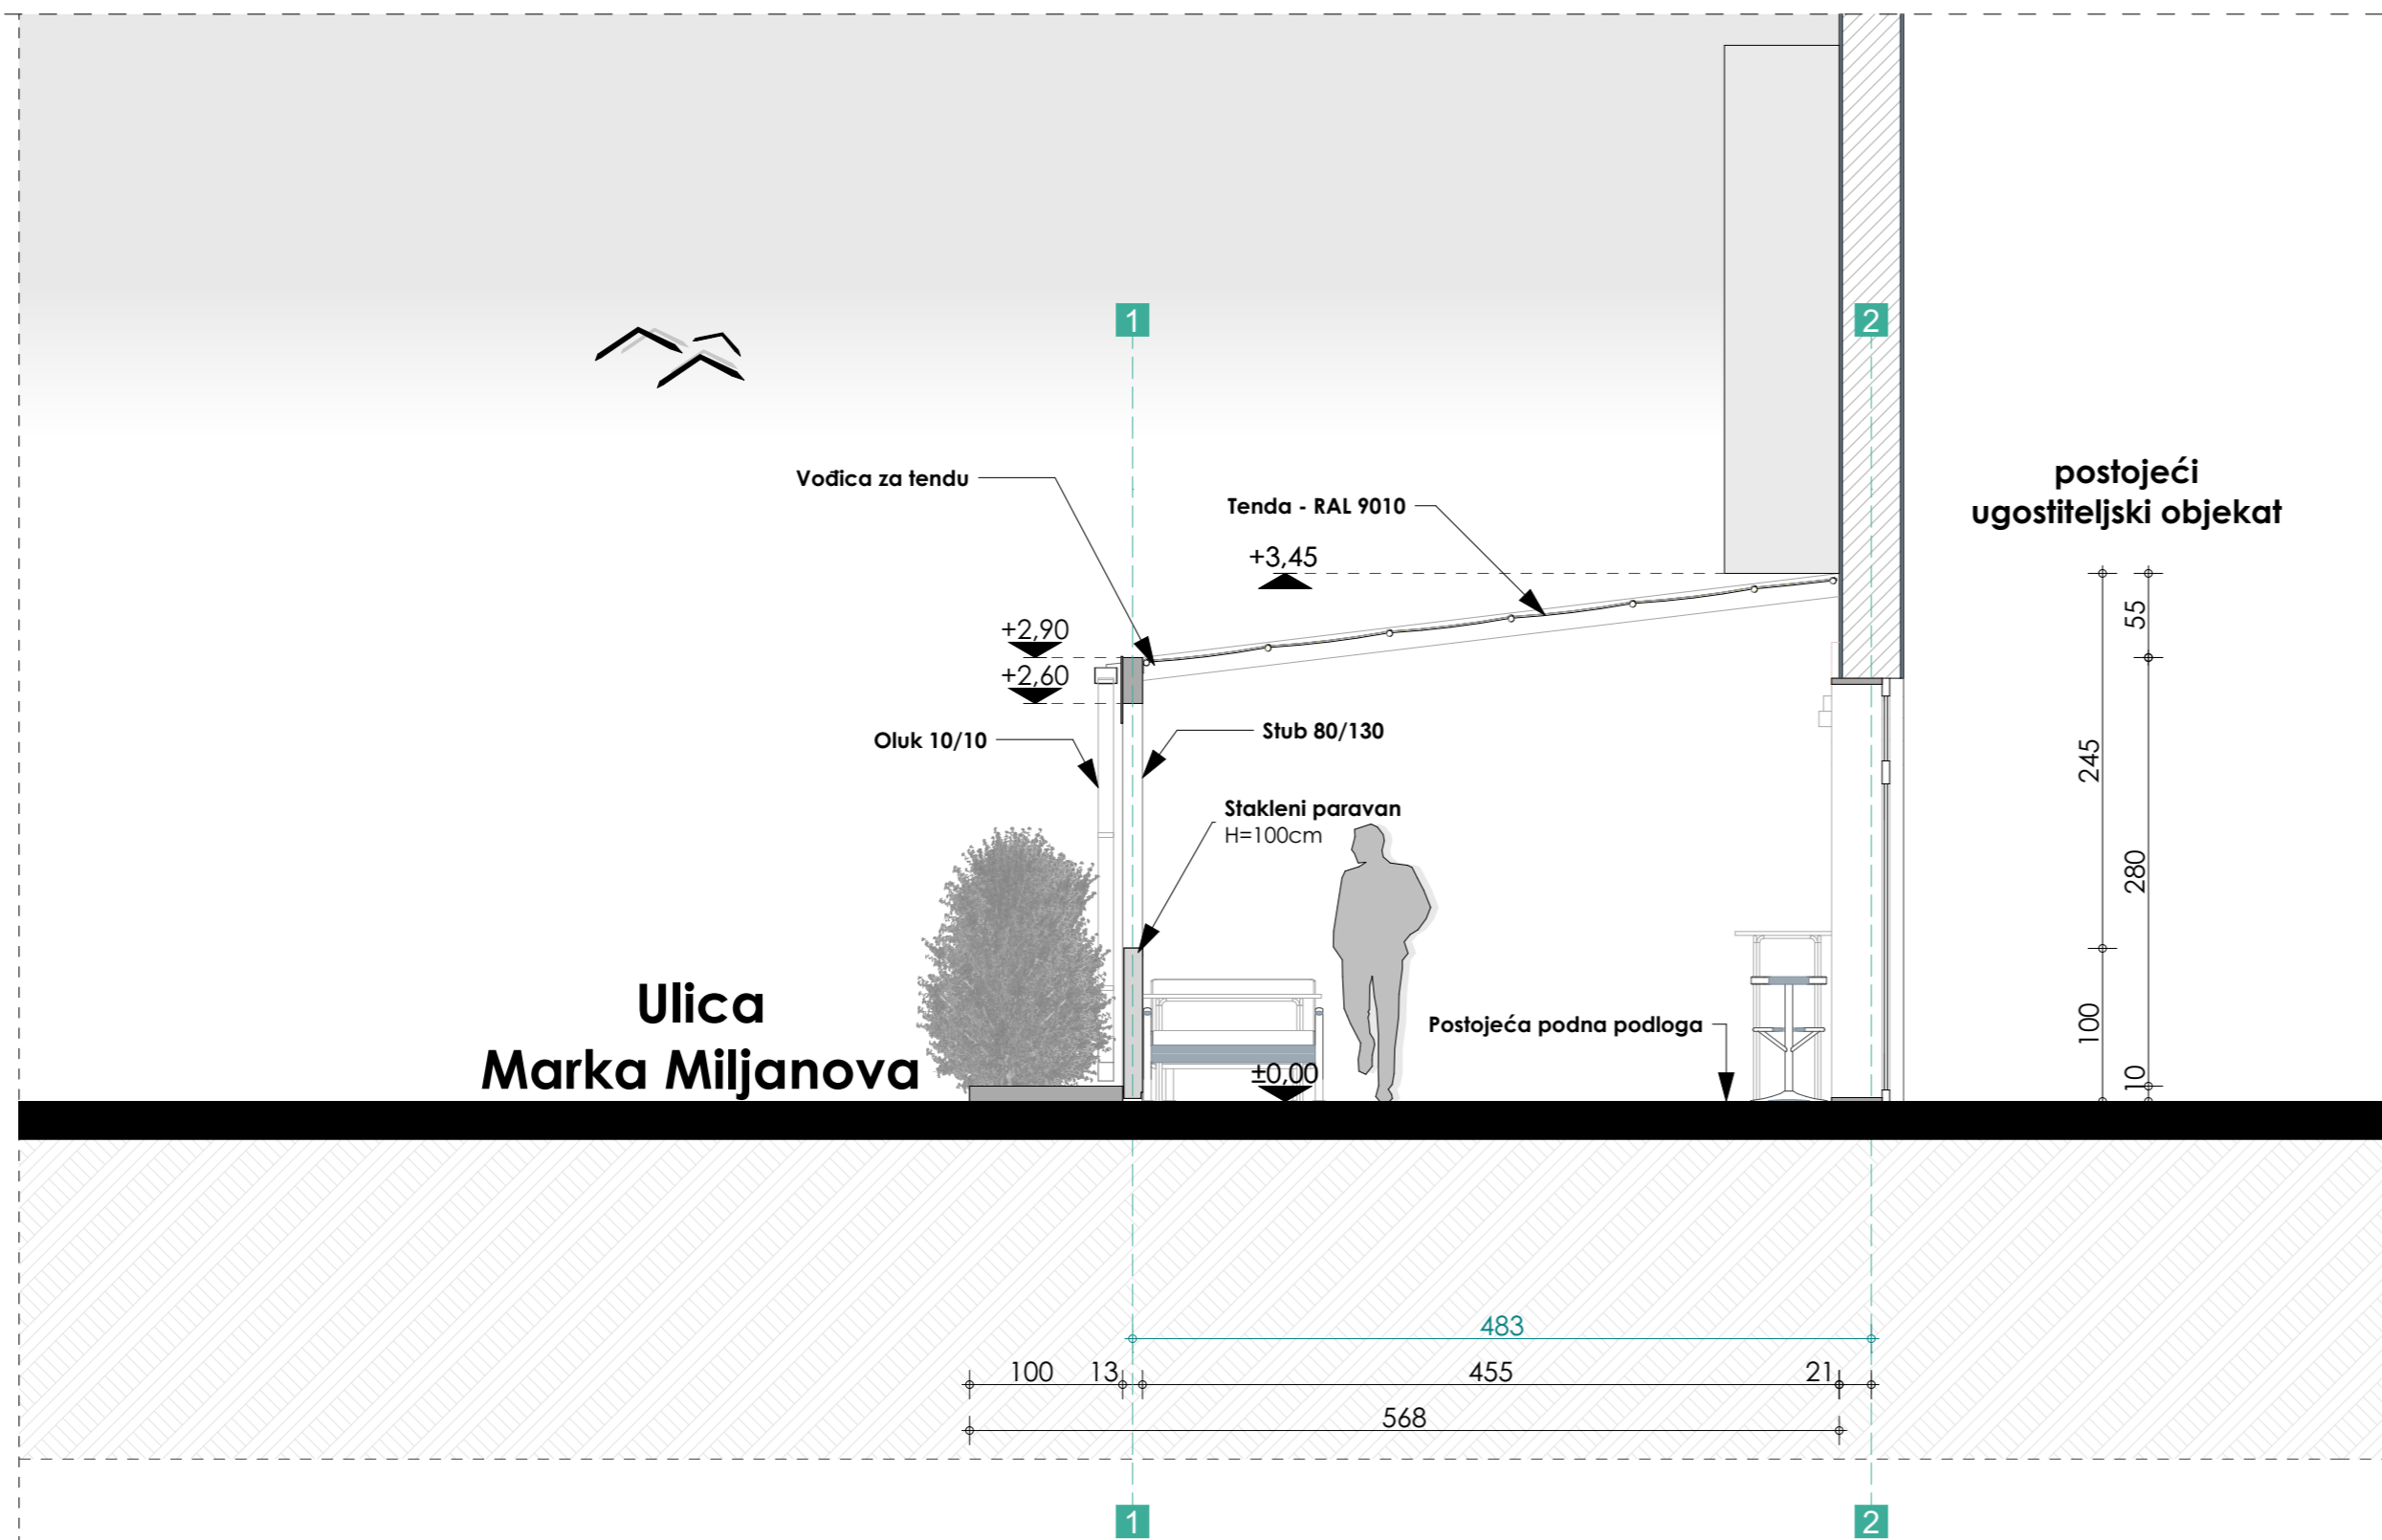 1
2
Vođica za tendu
Tenda - RAL 9010
postojeći
ugostiteljski objekat
+3,45
+2,90
+2,60
55
Oluk 10/10
Stub 80/130
245
Stakleni paravan
H=100cm
280
Ulica
Marka Miljanova
Postojeća podna podloga
100
±0,00
10
483
100
13
455
21
568
1
2